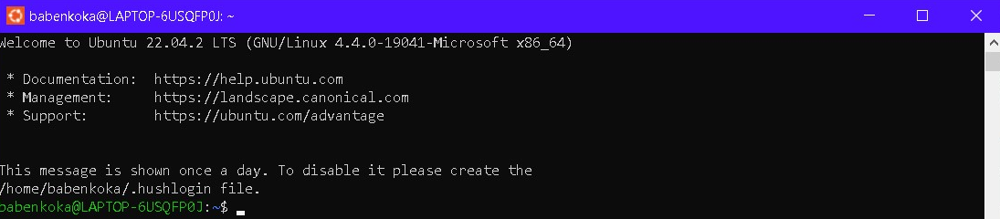 babenkoka@LAPTOP-6USQFP0J: ~
Welcome to Ubuntu 22.04.2 LTS (GNU/Linux 4.4.0-19041-Microsoft x86_64)
* Documentation:  https://help.ubuntu.com
* Management:     https://landscape.canonical.com
* Support:        https://ubuntu.com/advantage
This message is shown once a day. To disable it please create the
/home/babenkoka/.hushlogin file.
babenkoka@LAPTOP-6USQFP0J:~$